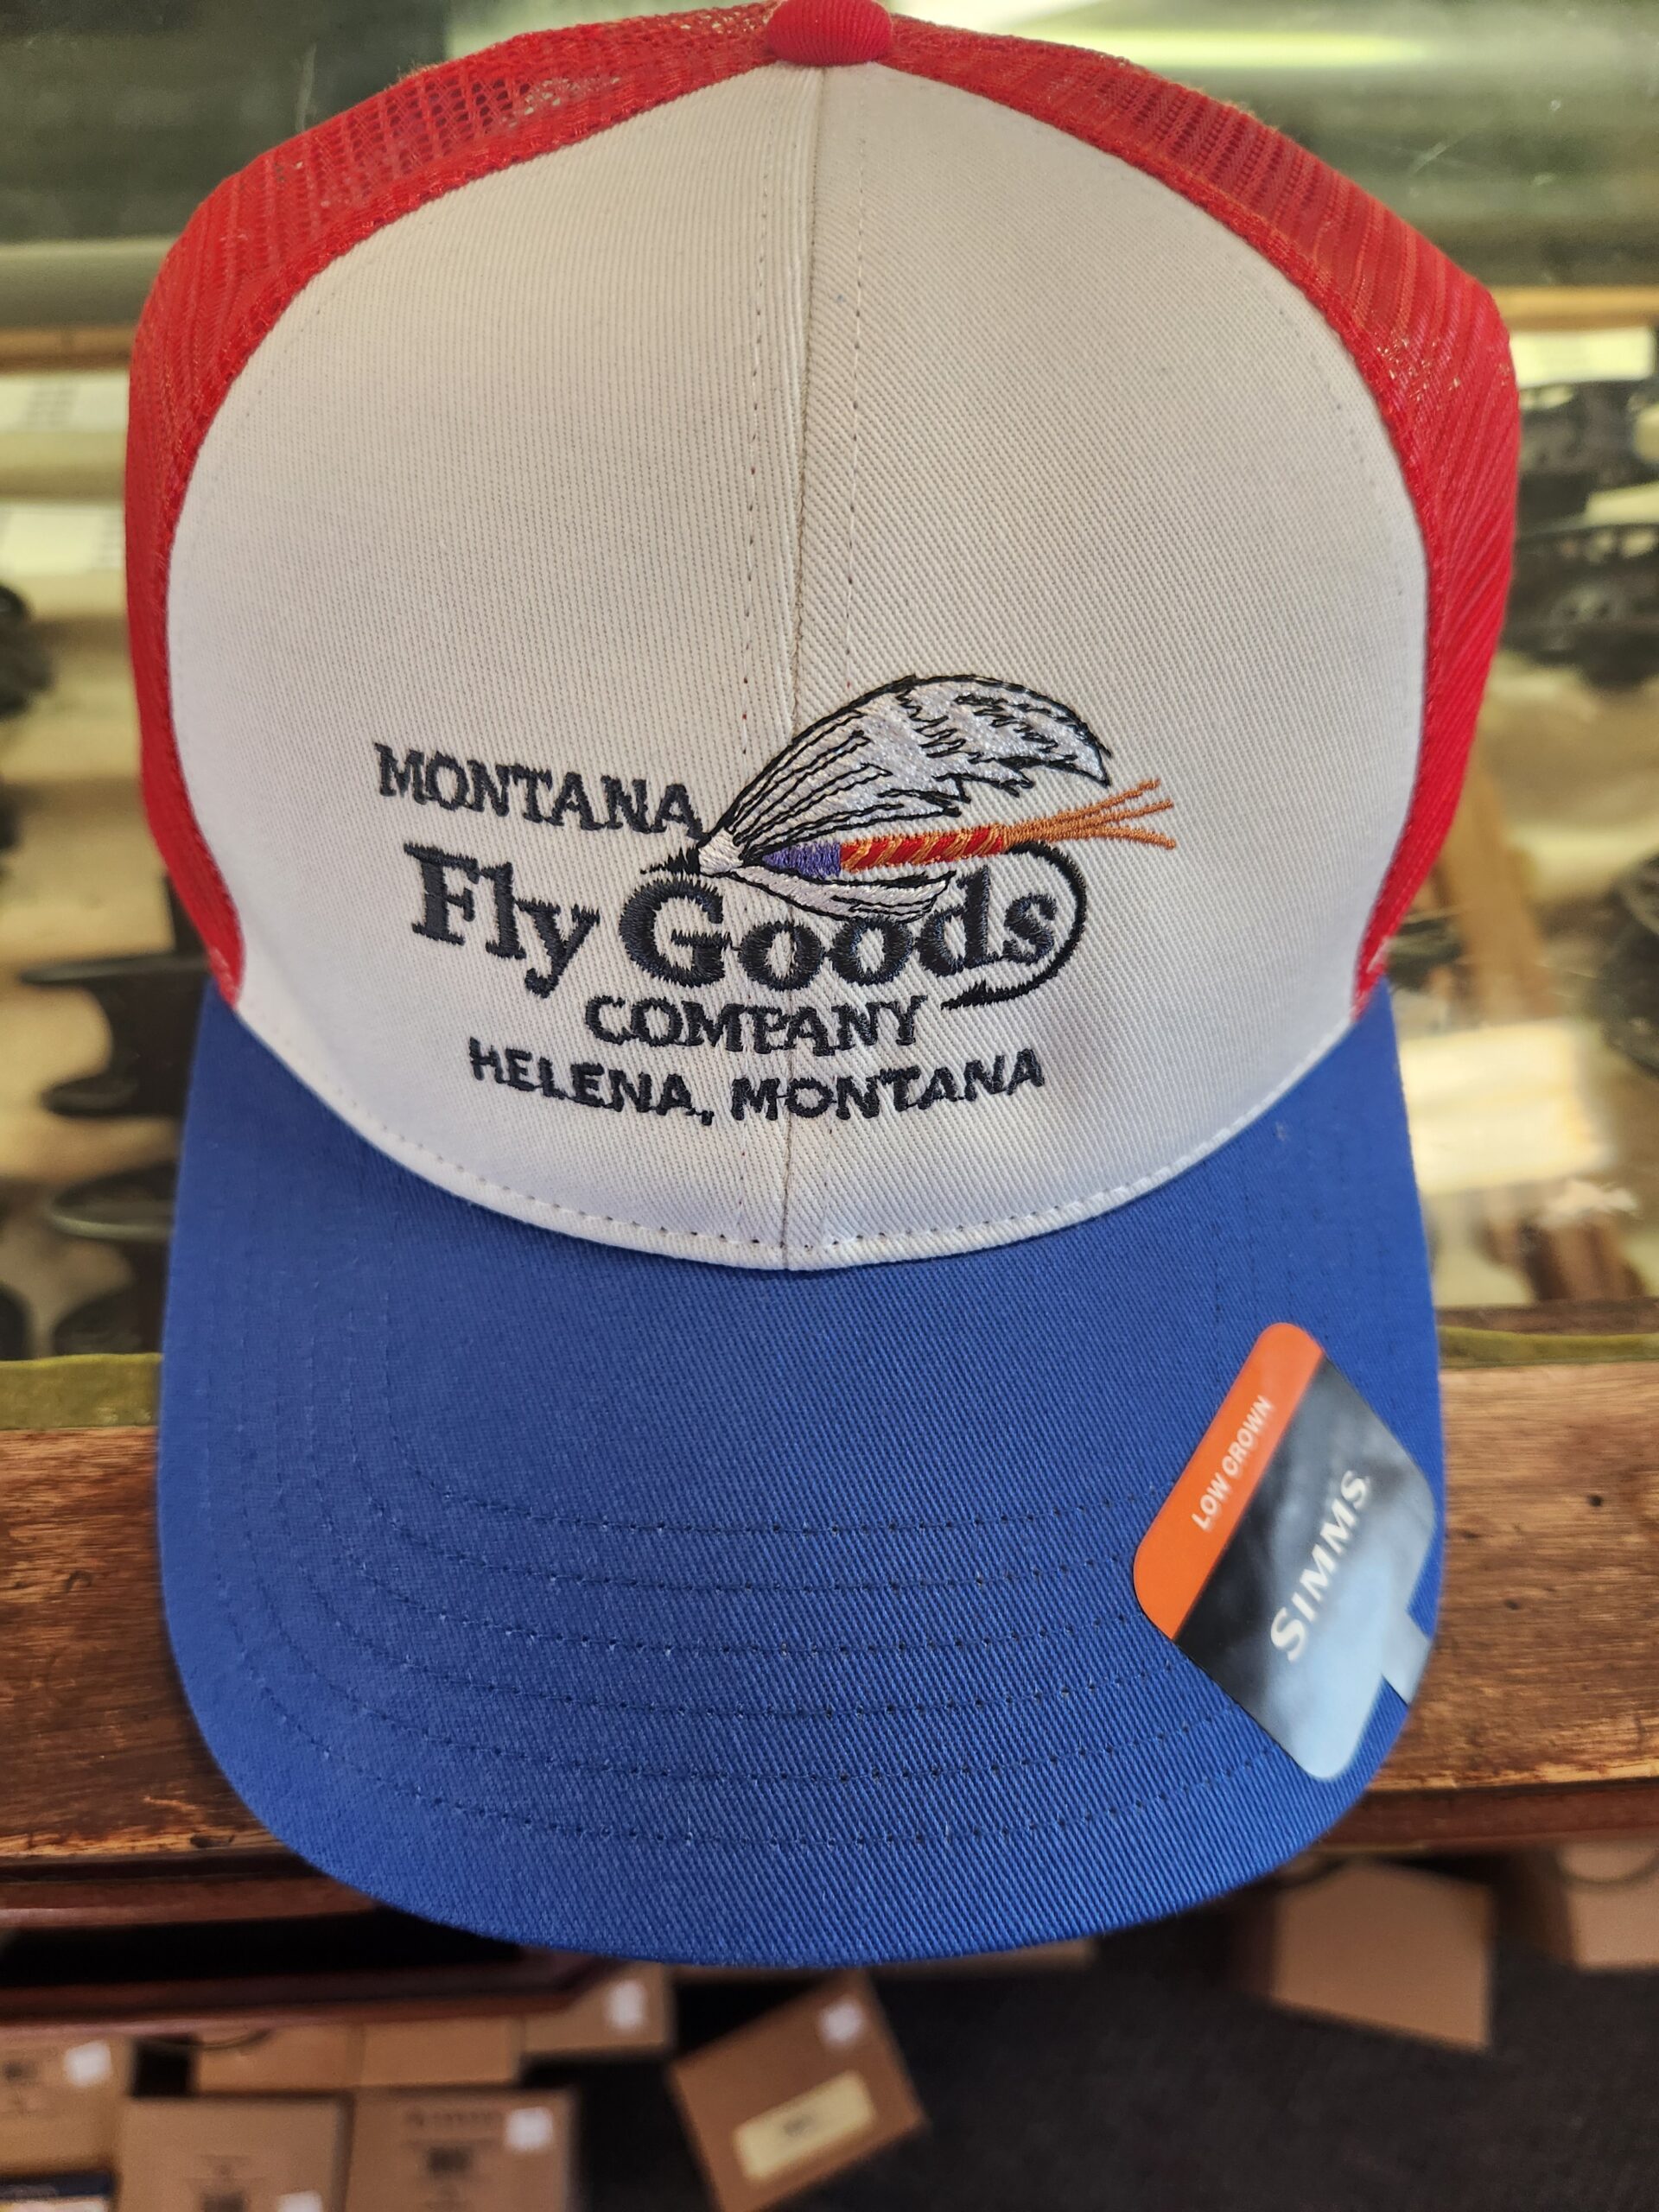 MONTANA
Fly Goods
COMPANY
HELENA, MONTANA
LOW CROWN
SIMMS